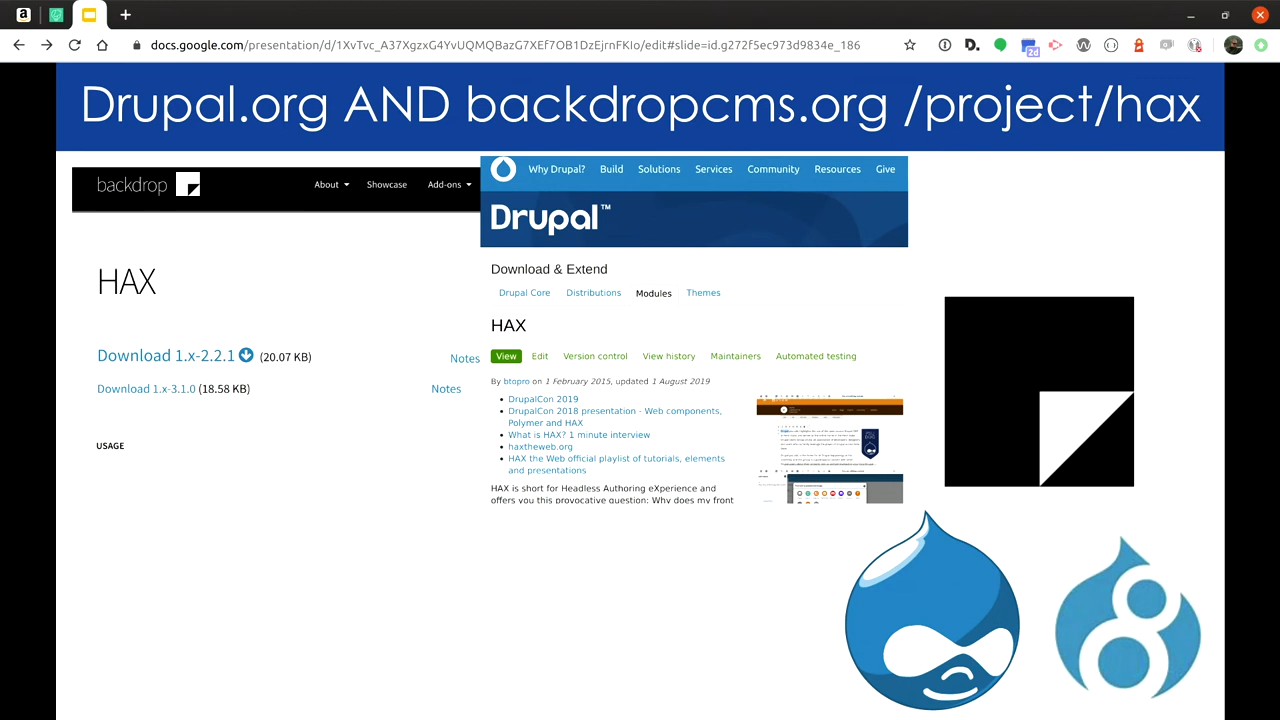 docs.google.com/presentation/d/1XvTvc_A37XgzxG4YvUQMQBazG7XEf7OB1DzEjrnFKIo/edit#slide=id.g272f5ec973d9834e_186
2d
Drupal.org AND backdropcms.org /project/hax
backdrop
About
Showcase
Add-ons
HAX
Download 1.x-2.2.1 (20.07 KB)
Notes
Download 1.x-3.1.0 (18.58 KB)
Notes
USAGE:
Why Drupal?
Build
Solutions
Services
Community
Resources
Give
Drupal™
Download & Extend
Drupal Core
Distributions
Modules
Themes
HAX
View
Edit
Version control
View history
Maintainers
Automated testing
By btopro on 1 February 2015, updated 1 August 2019
• DrupalCon 2019
• DrupalCon 2018 presentation - Web components,
Polymer and HAX
• What is HAX? 1 minute interview
• haxtheweb.org
• HAX the Web official playlist of tutorials, elements
and presentations
HAX is short for Headless Authoring eXperience and
offers you this provocative question: Why does my front
8